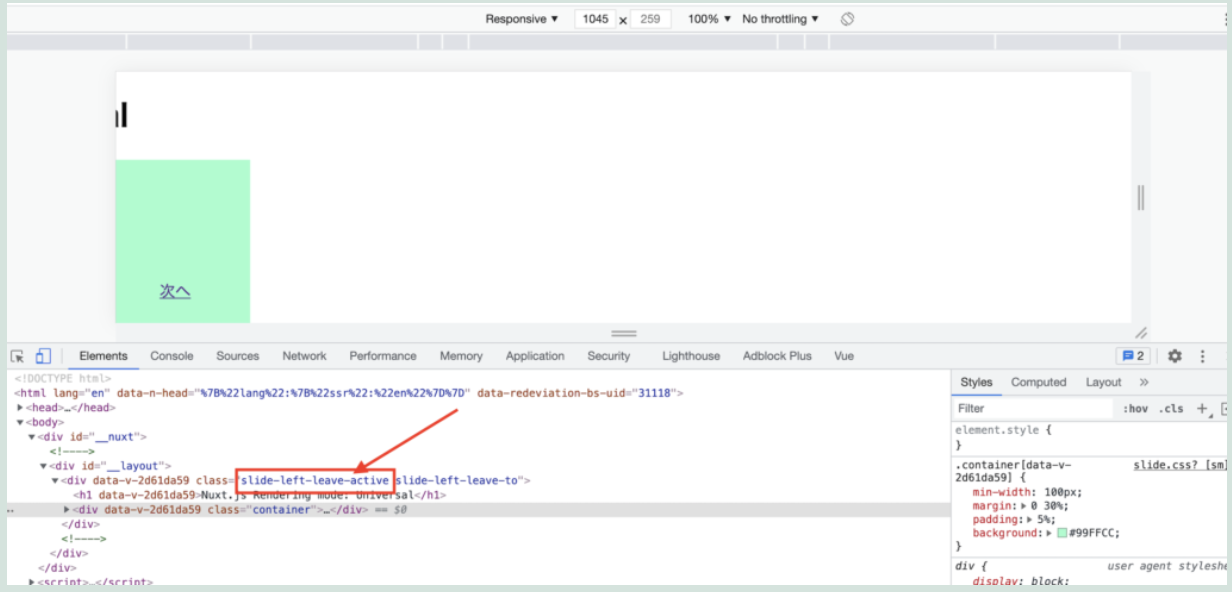 Responsive ▼ 1045 x 259 100% ▼ No throttling ▼
al
次へ
Elements Console Sources Network Performance Memory Application Security Lighthouse Adblock Plus Vue 2
<!DOCTYPE html>
<html lang="en" data-n-head="%7B%22lang%22:%7B%22ssr%22:%22en%22%7D%7D" data-redeviation-bs-uid="31118">
▶<head>…</head>
▼<body>
▼<div id="__nuxt">
<!---->
▼<div id="__layout">
▼<div data-v-2d61da59 class="slide-left-leave-active slide-left-leave-to">
<h1 data-v-2d61da59>Nuxt.js Rendering mode: Universal</h1>
▶<div data-v-2d61da59 class="container">…</div> == $0
</div>
<!---->
</div>
</div>
▶<script>…</script>
Styles Computed Layout »
Filter :hov .cls +
element.style {
}
.container[data-v- slide.css? [sm]
2d61da59] {
min-width: 100px;
margin: ▶ 0 30%;
padding: ▶ 5%;
background: ▶ #99FFCC;
}
div { user agent styleshe
display: block;